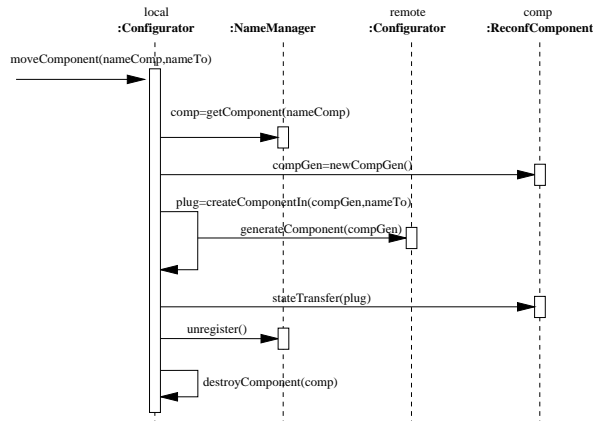 local
:Configurator
:NameManager
remote
:Configurator
comp
:ReconfComponent
moveComponent(nameComp,nameTo)
comp=getComponent(nameComp)
compGen=newCompGen()
plug=createComponentIn(compGen,nameTo)
generateComponent(compGen)
stateTransfer(plug)
unregister()
destroyComponent(comp)